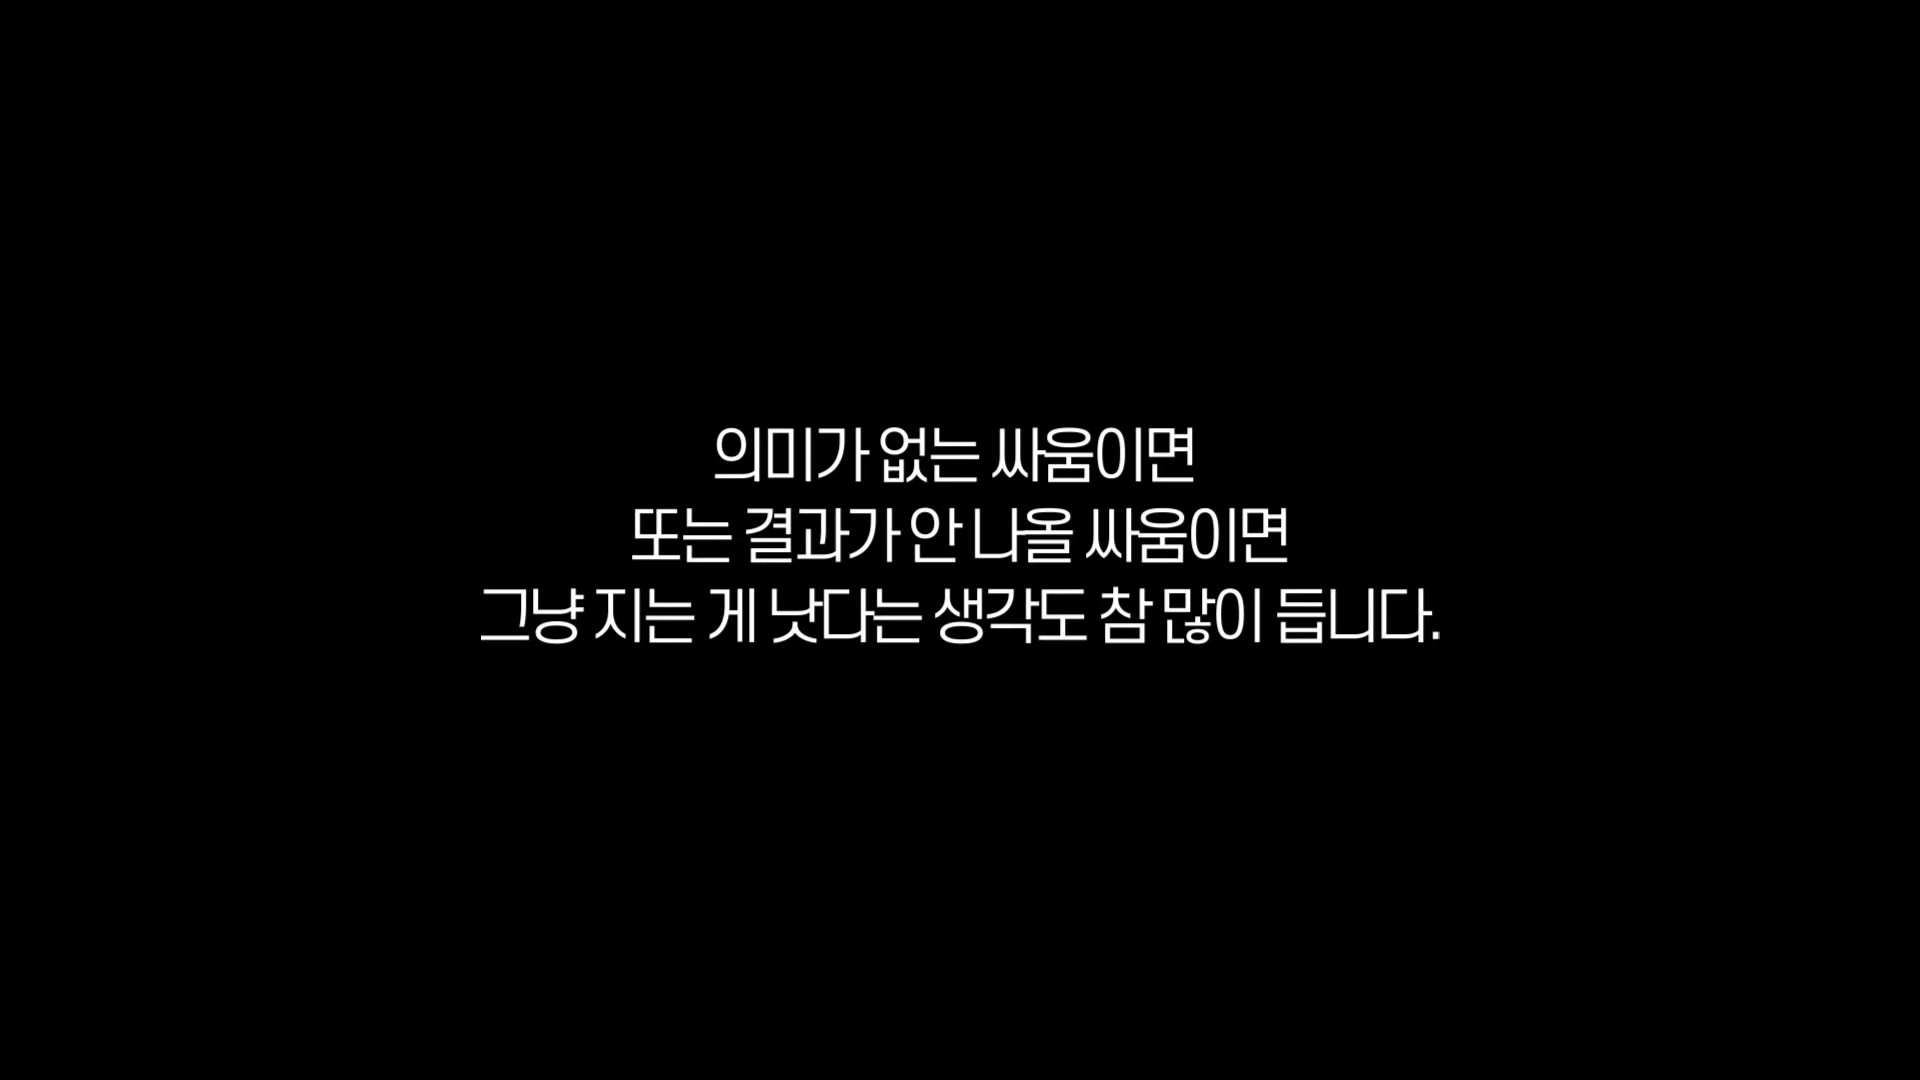 의미가 없는 싸움이면
또는 결과가 안 나올 싸움이면
그냥 지는 게 낫다는 생각도 참 많이 듭니다.